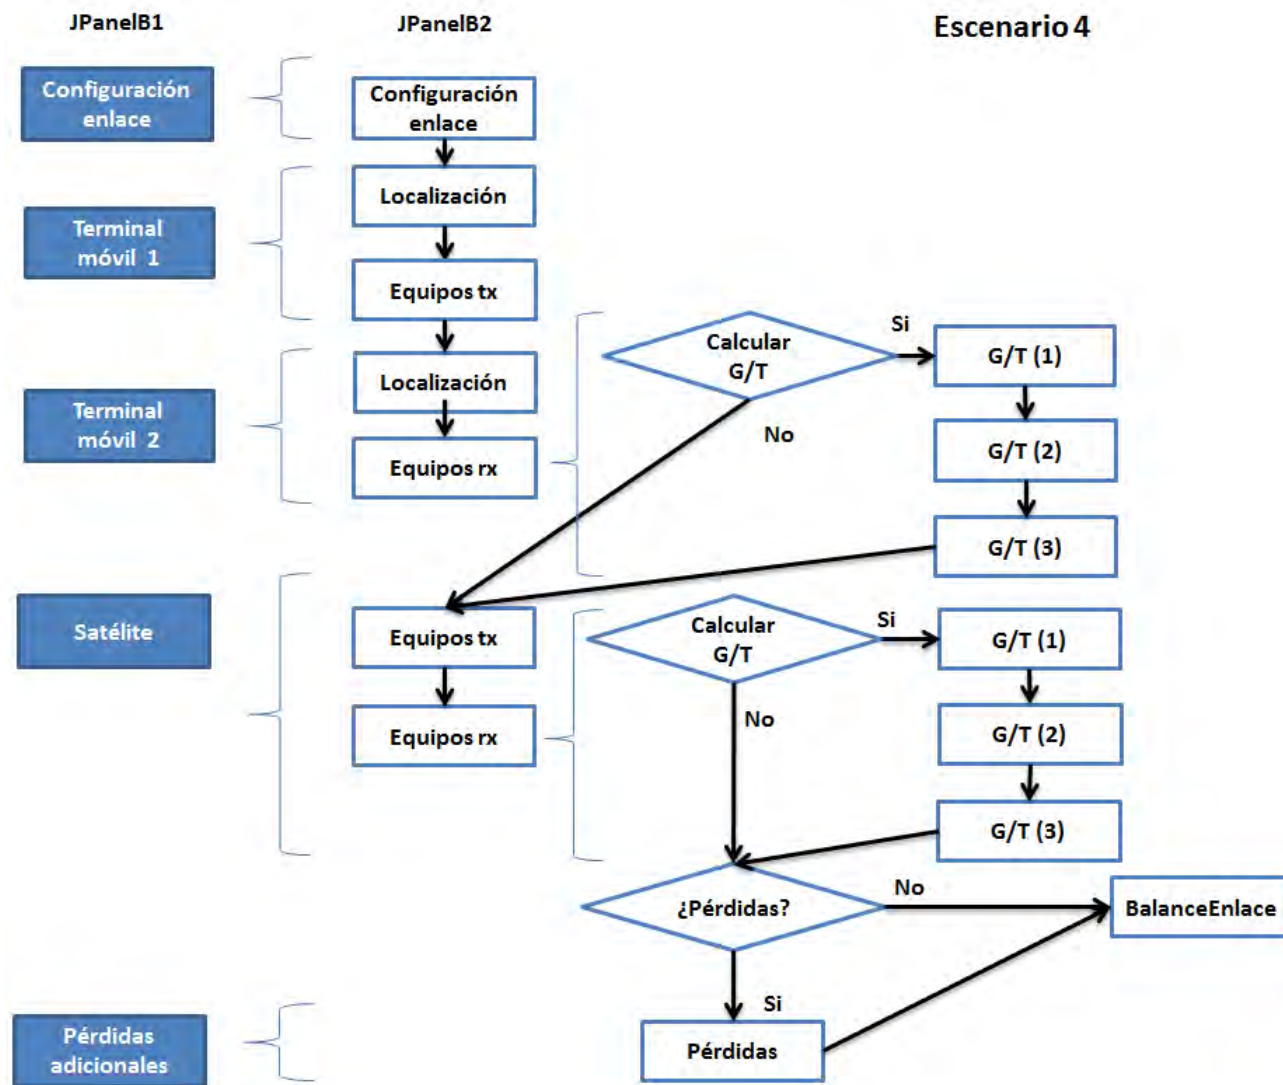 JPanelB1
JPanelB2
Escenario 4
Configuración
enlace
Configuración
enlace
Localización
Terminal
móvil 1
Equipos tx
Si
Calcular
G/T
G/T (1)
Localización
Terminal
móvil 2
No
G/T (2)
Equipos rx
G/T (3)
Satélite
Equipos tx
Calcular
G/T
Si
G/T (1)
No
Equipos rx
G/T (2)
G/T (3)
¿Pérdidas?
No
BalanceEnlace
Si
Pérdidas
adicionales
Pérdidas